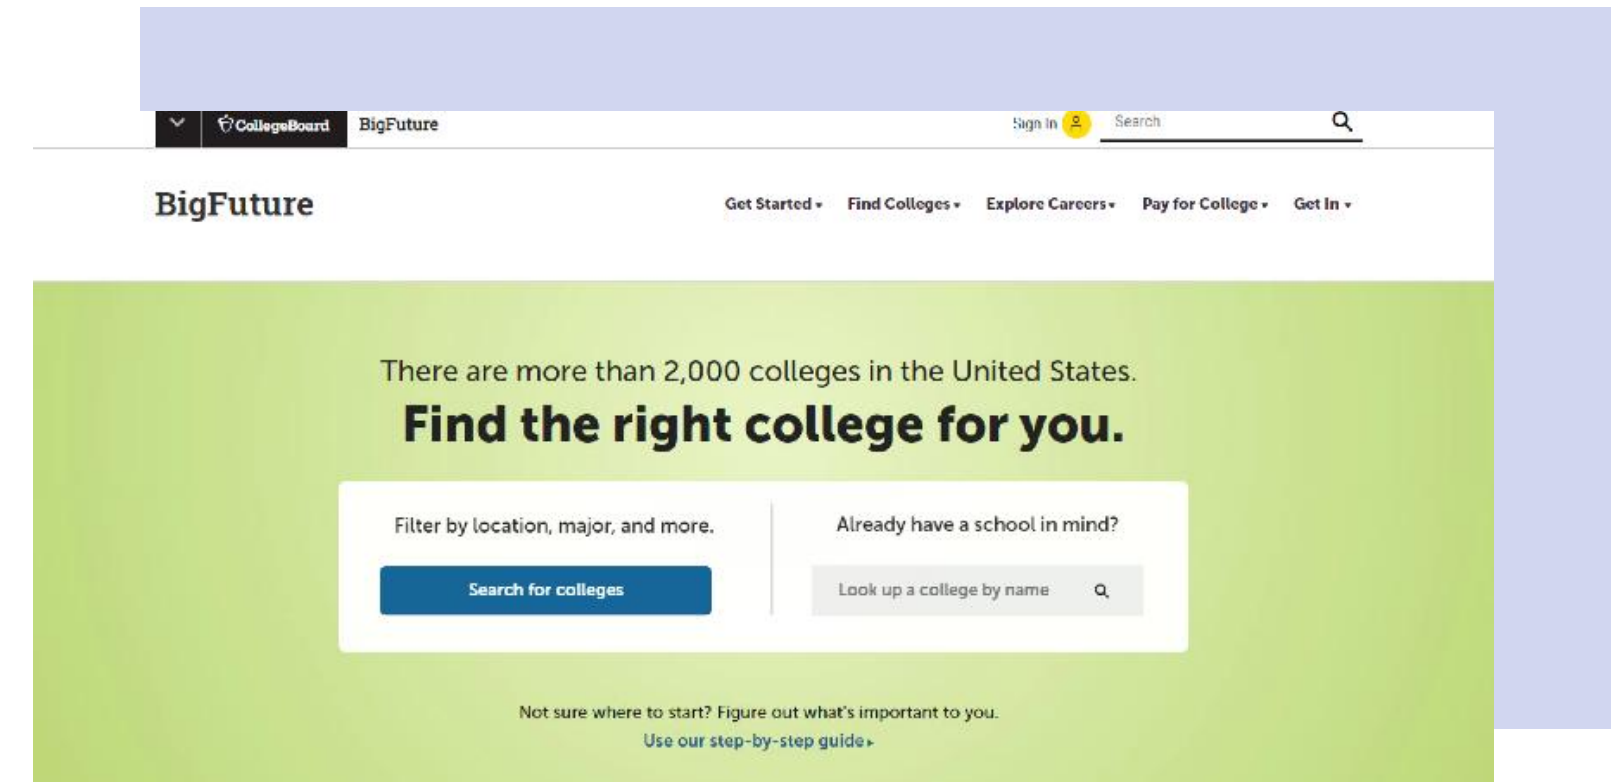 CollegeBoard BigFuture Sign In Search
BigFuture Get Started Find Colleges Explore Careers Pay for College Get In
There are more than 2,000 colleges in the United States.
Find the right college for you.
Filter by location, major, and more.
Search for colleges
Already have a school in mind?
Look up a college by name
Not sure where to start? Figure out what's important to you.
Use our step-by-step guide